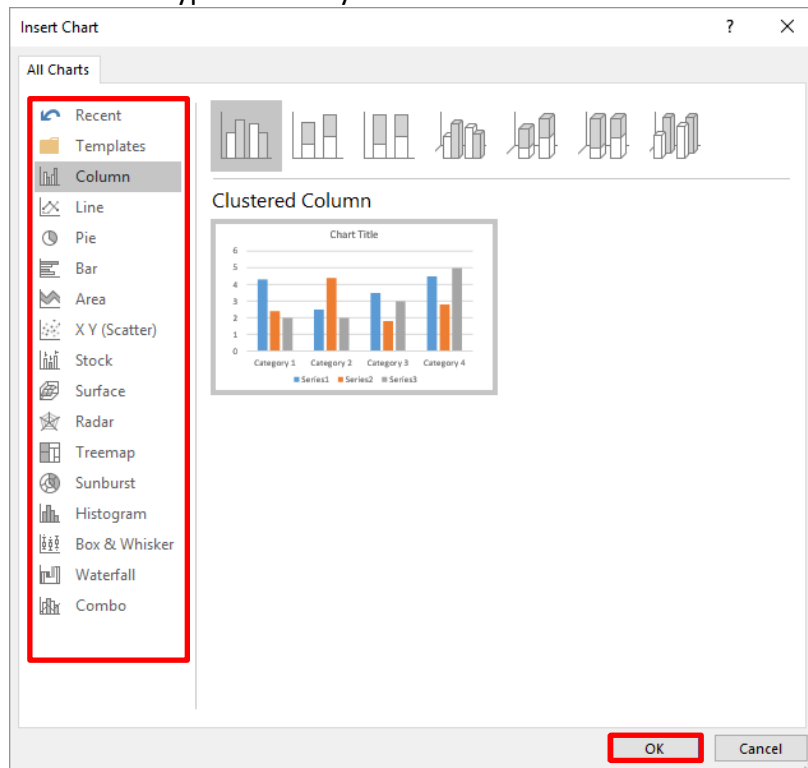 Insert Chart ? ×
All Charts
Recent
Templates
Column
Line
Pie
Bar
Area
X Y (Scatter)
Stock
Surface
Radar
Treemap
Sunburst
Histogram
Box & Whisker
Waterfall
Combo
Clustered Column
Chart Title
6
5
4
3
2
1
0
Category 1 Category 2 Category 3 Category 4
Series1 Series2 Series3
OK Cancel